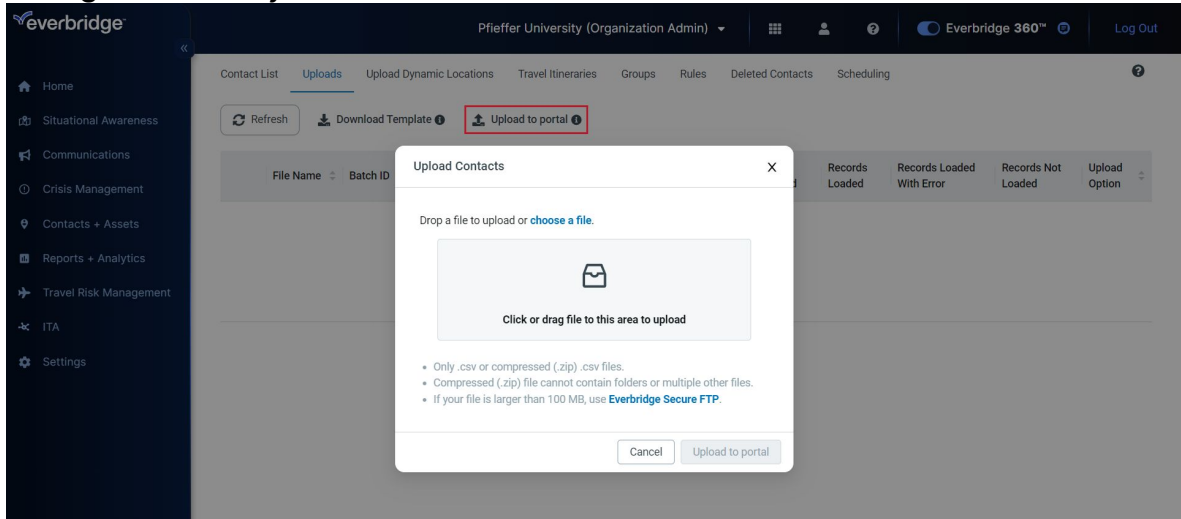 everbridge
Pfieffer University (Organization Admin)
Everbridge 360™
Log Out
Home
Situational Awareness
Communications
Crisis Management
Contacts + Assets
Reports + Analytics
Travel Risk Management
ITA
Settings
Contact List Uploads Upload Dynamic Locations Travel Itineraries Groups Rules Deleted Contacts Scheduling
Refresh Download Template Upload to portal
File Name Batch ID
Records Loaded
Records Loaded With Error
Records Not Loaded
Upload Option
Upload Contacts X
Drop a file to upload or choose a file.
Click or drag file to this area to upload
• Only .csv or compressed (.zip) .csv files.
• Compressed (.zip) file cannot contain folders or multiple other files.
• If your file is larger than 100 MB, use Everbridge Secure FTP.
Cancel Upload to portal